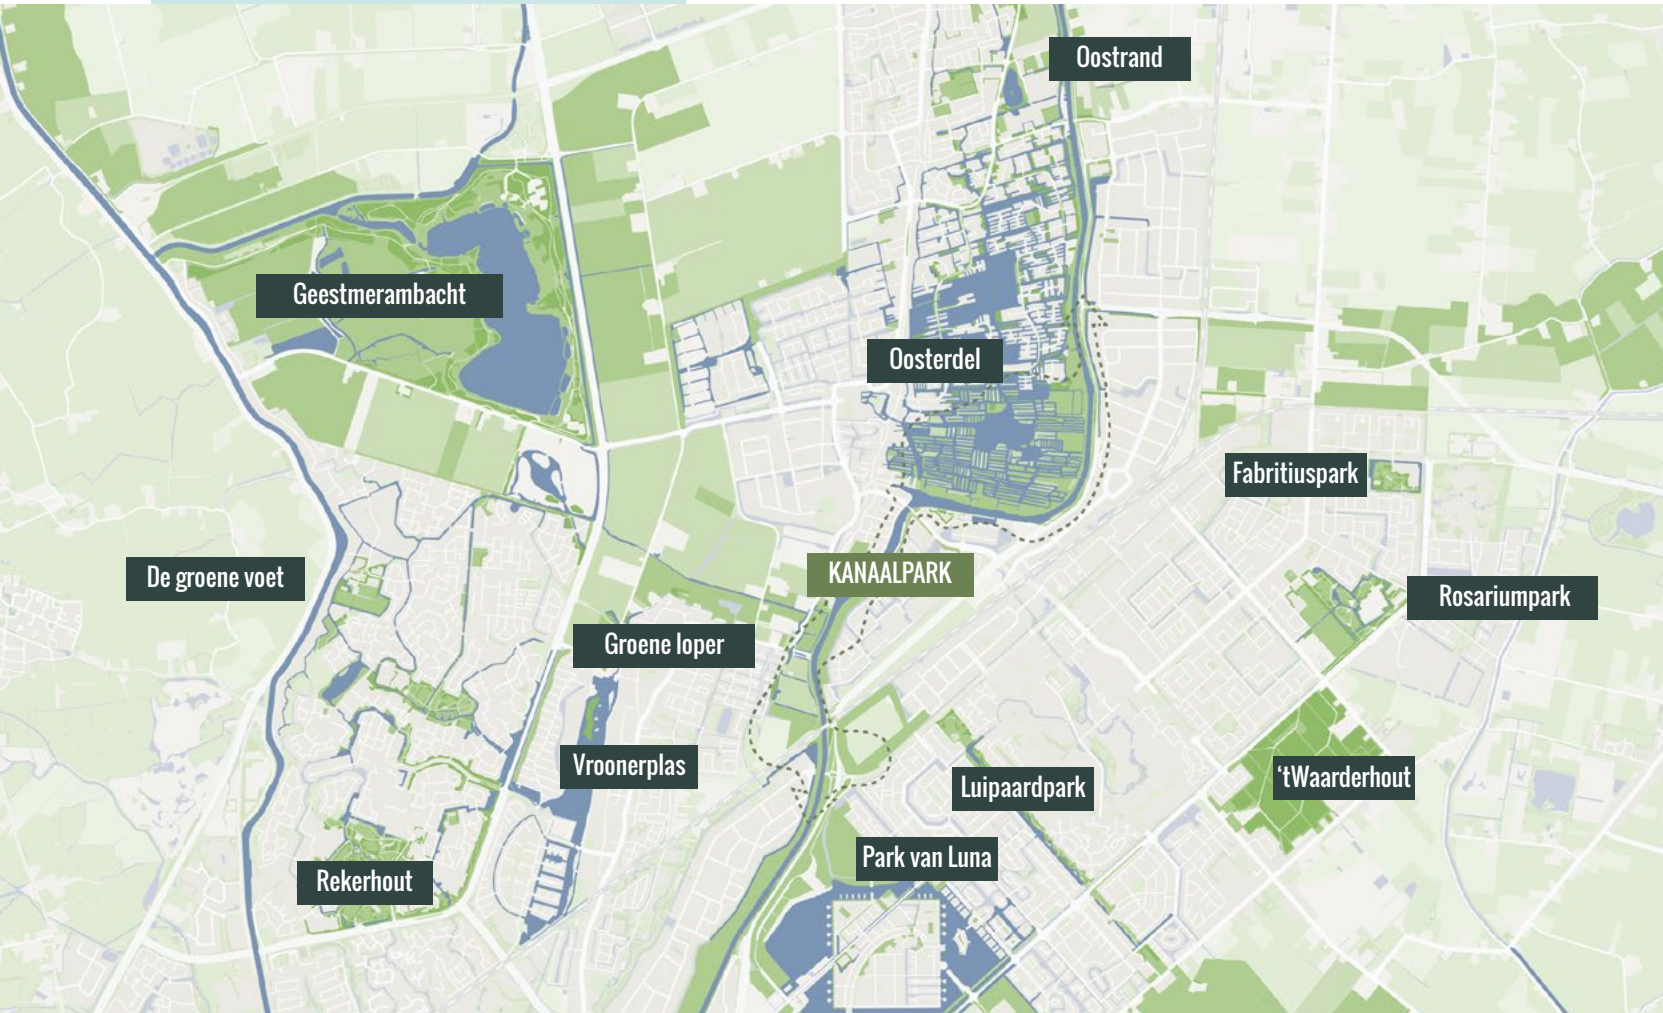 Oostrand
Geestmerambacht
Oosterdel
Fabritiuspark
KANAALPARK
De groene voet
Rosariumpark
Groene loper
Vroonerplas
Luipaardpark
‘tWaarderhout
Park van Luna
Rekerhout